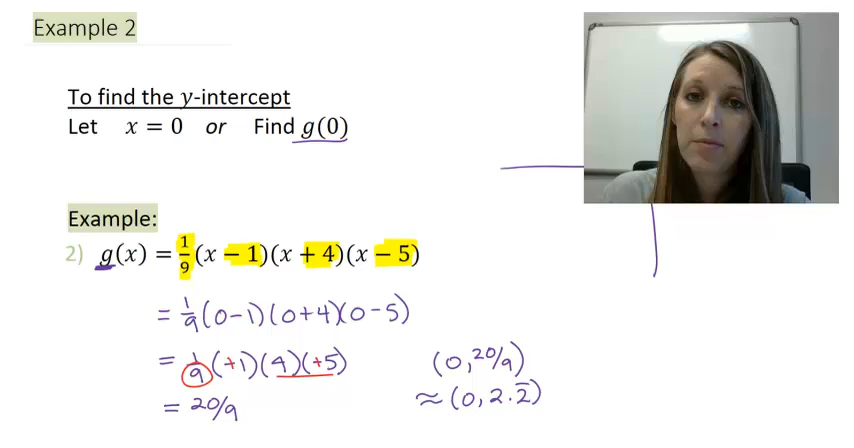 Example 2
To find the y-intercept
Let x = 0 or Find g(0)
Example:
2) g(x) = 1/9 (x − 1)(x + 4)(x − 5)
= 1/9 (0−1)(0+4)(0−5)
= 1/9 (+1)(4)(+5)
= 20/9
(0, 20/9)
≈ (0, 2.2̅)